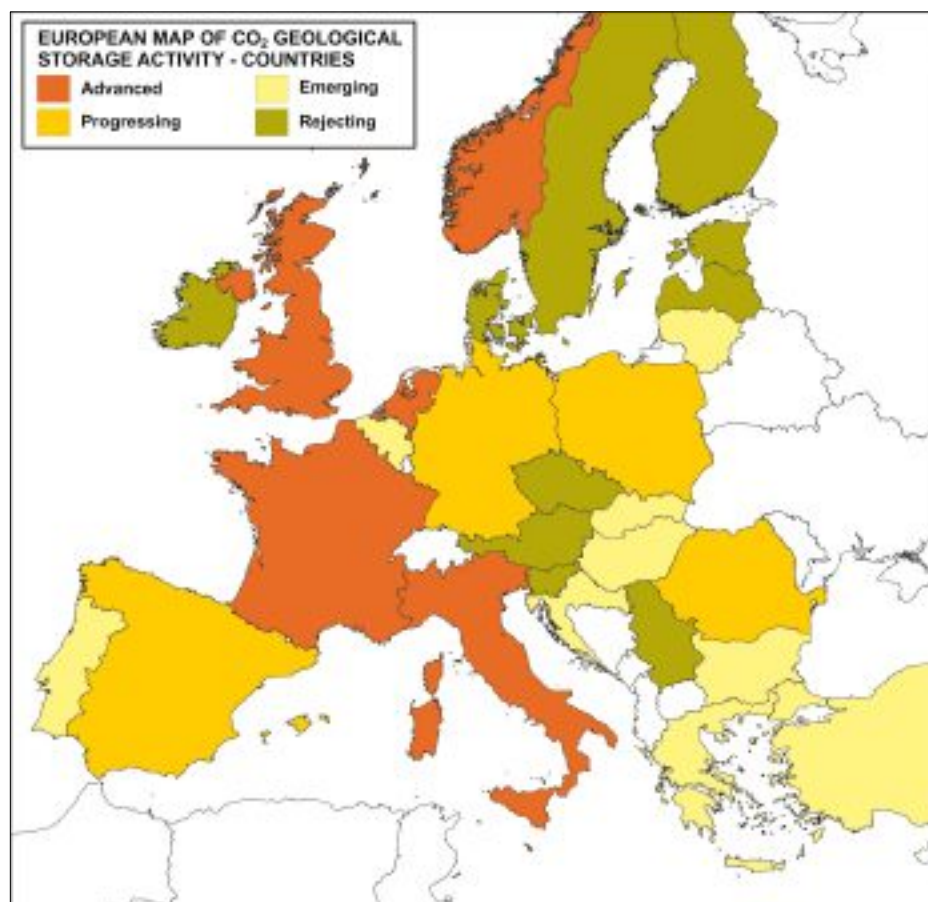 EUROPEAN MAP OF CO₂ GEOLOGICAL
STORAGE ACTIVITY - COUNTRIES
Advanced
Emerging
Progressing
Rejecting